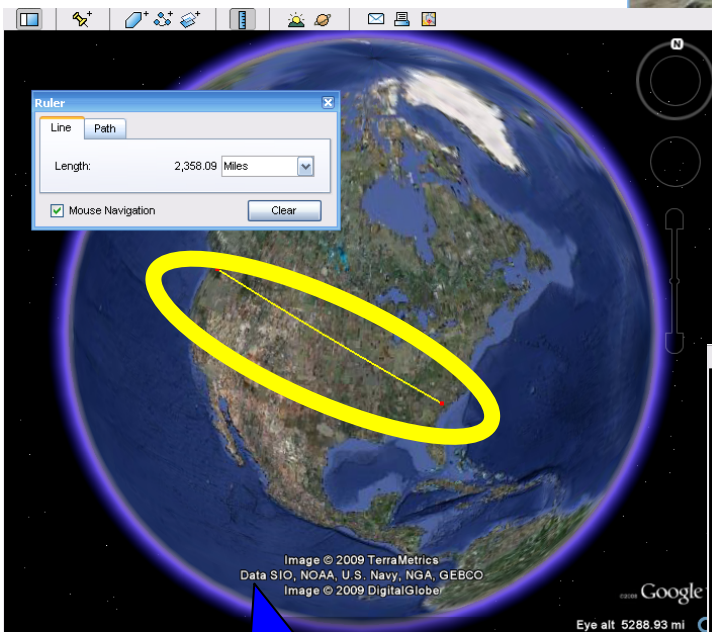 N
Ruler
Line Path
Length: 2,358.09 Miles
Mouse Navigation Clear
Image © 2009 TerraMetrics
Data SIO, NOAA, U.S. Navy, NGA, GEBCO
Image © 2009 DigitalGlobe
Google
Eye alt 5288.93 mi